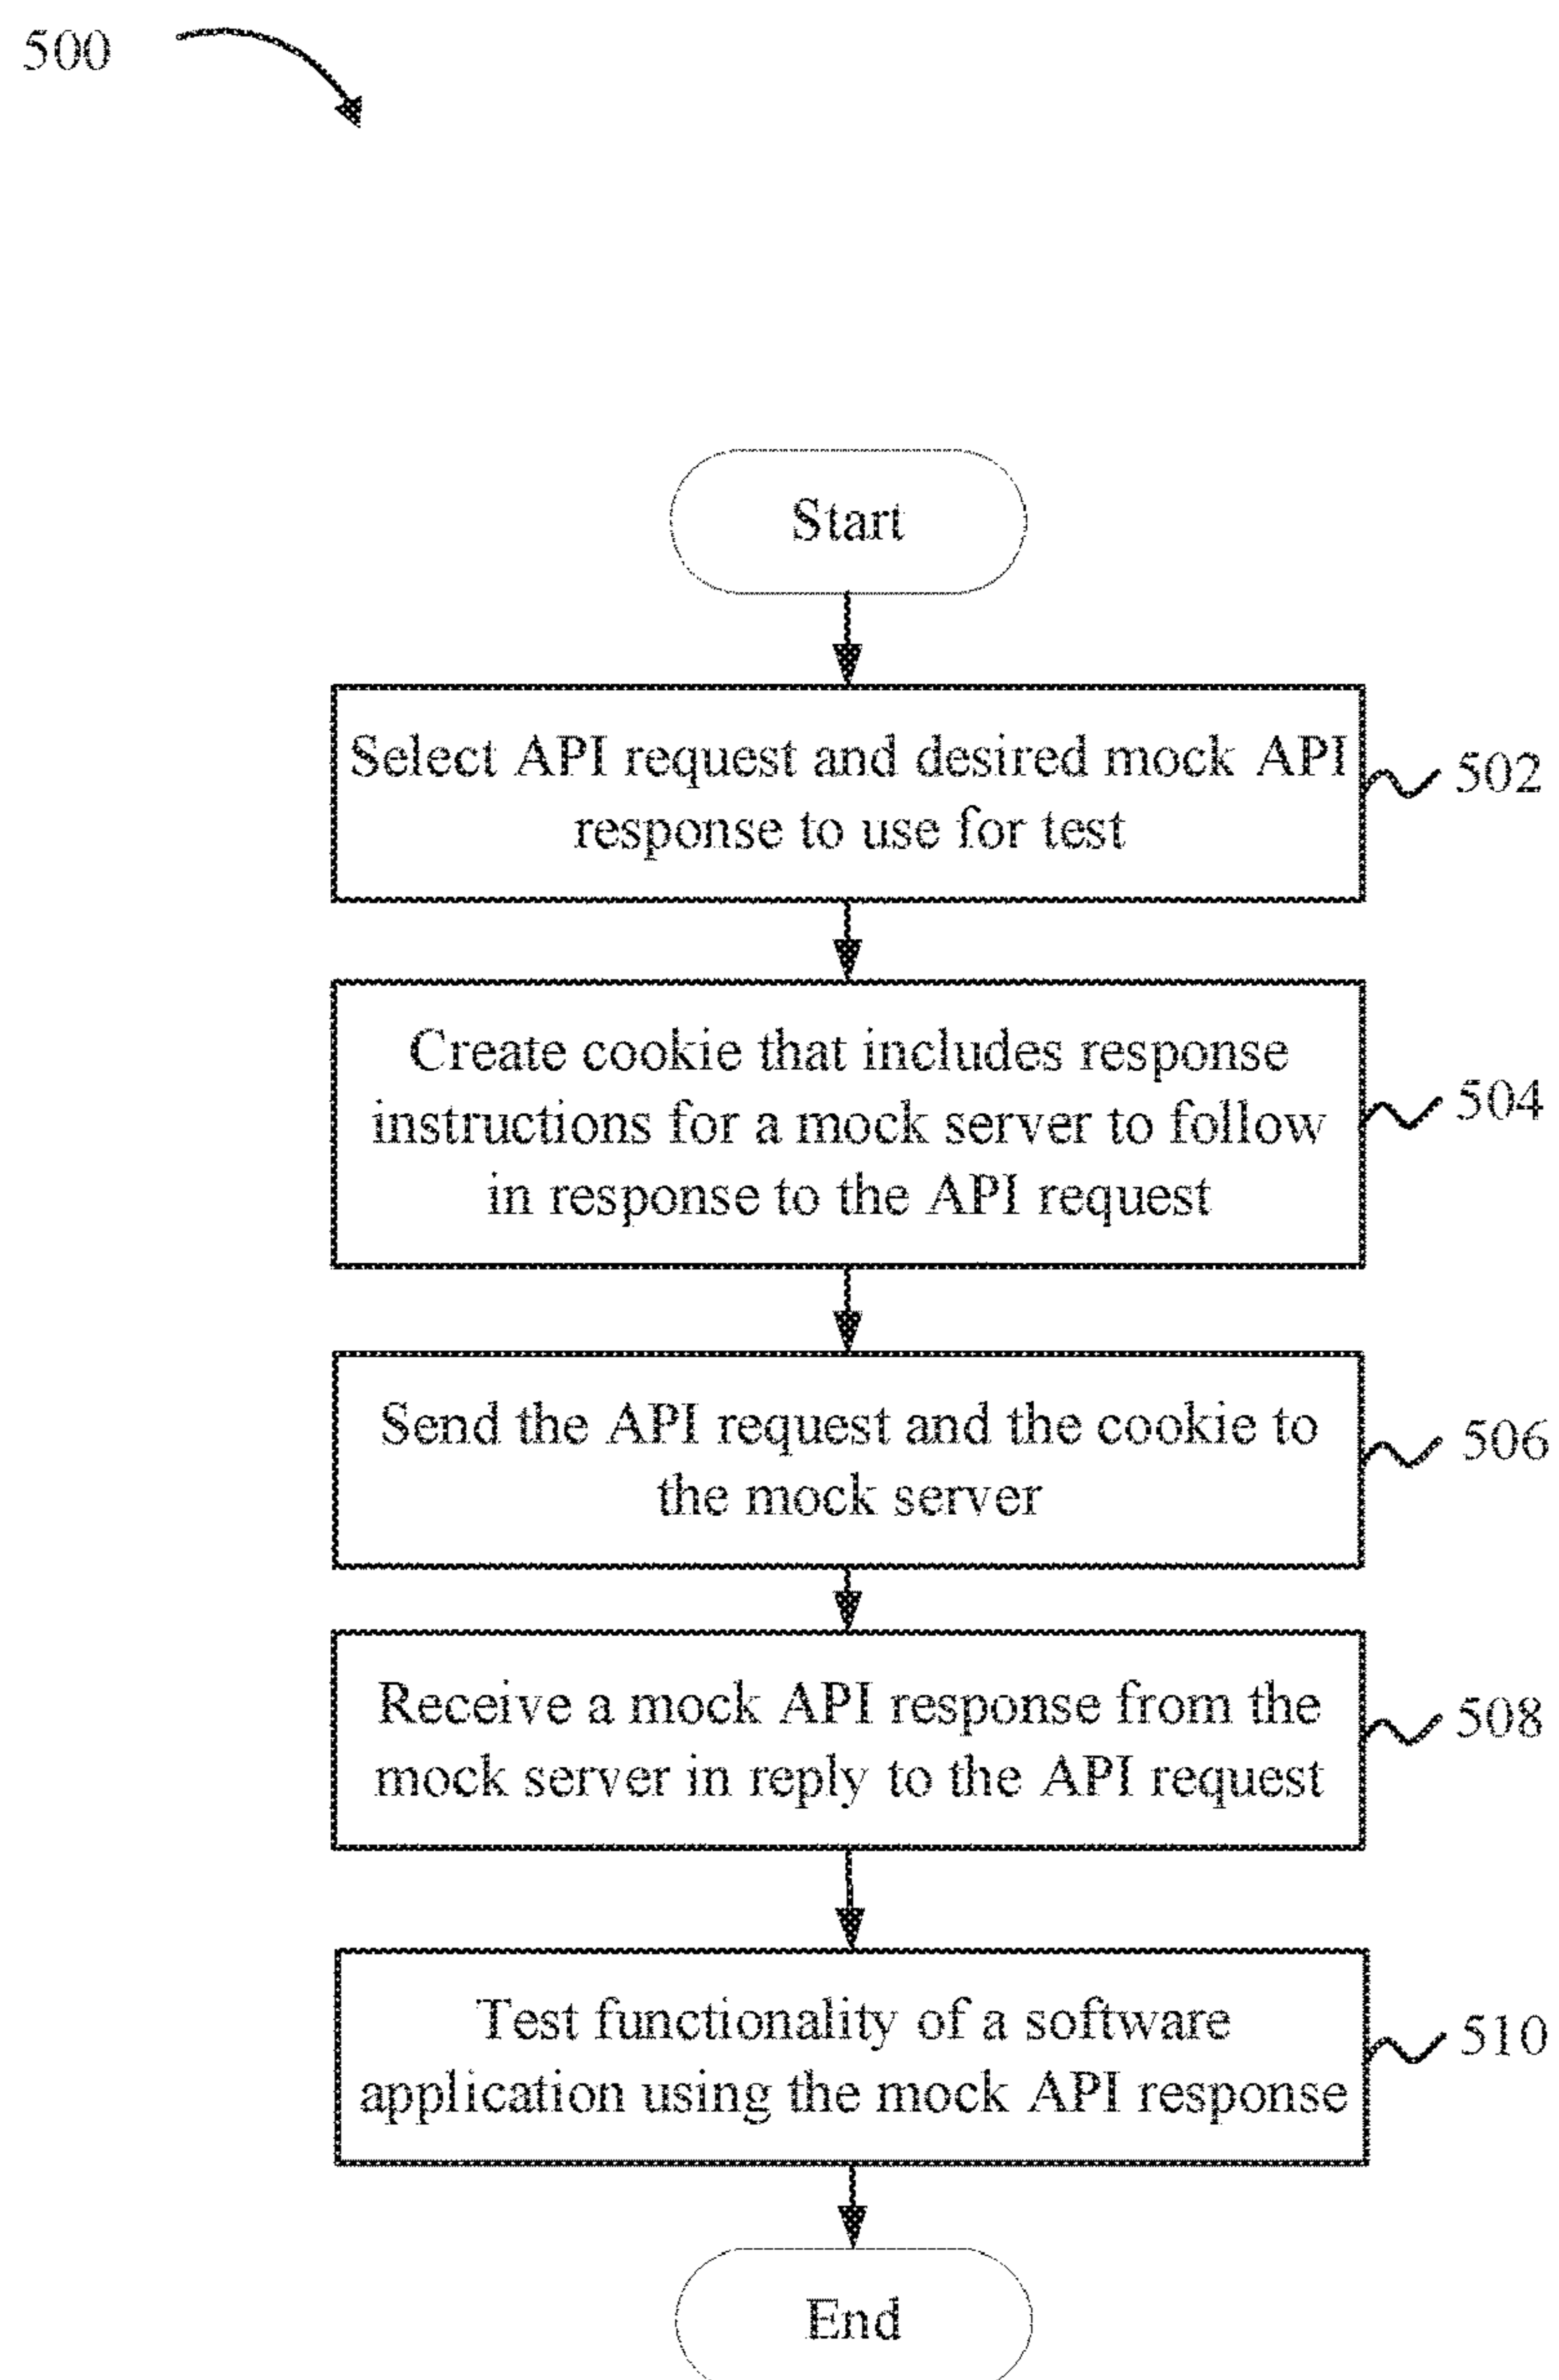 500
Start
Select API request and desired mock API
response to use for test
502
Create cookie that includes response
instructions for a mock server to follow
in response to the API request
504
Send the API request and the cookie to
the mock server
506
Receive a mock API response from the
mock server in reply to the API request
508
Test functionality of a software
application using the mock API response
510
End